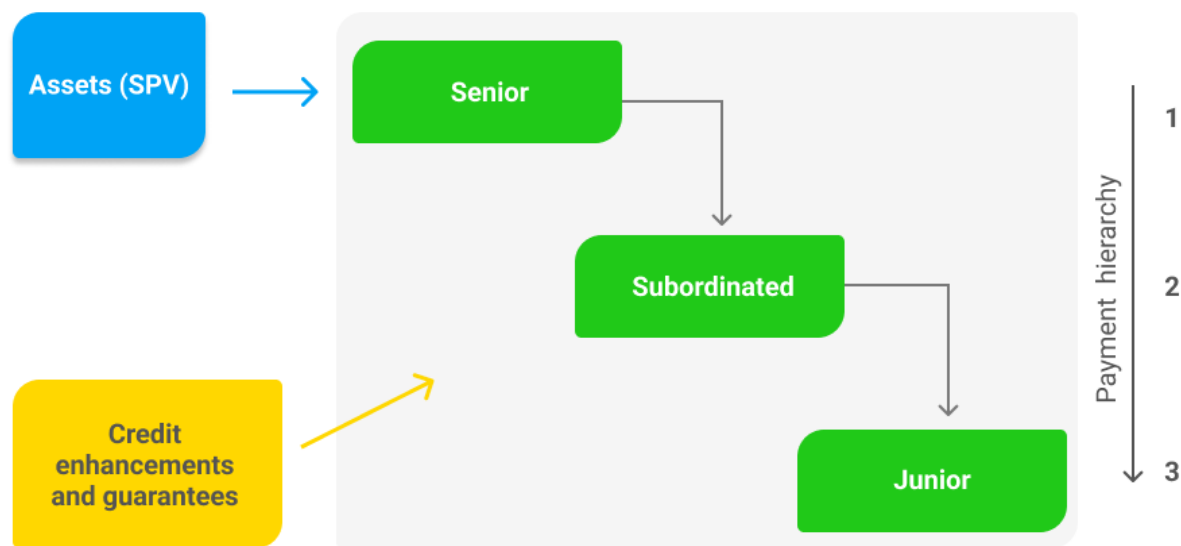 Assets (SPV)
Senior
1
Subordinated
2
Payment hierarchy
Credit
enhancements
and guarantees
Junior
3